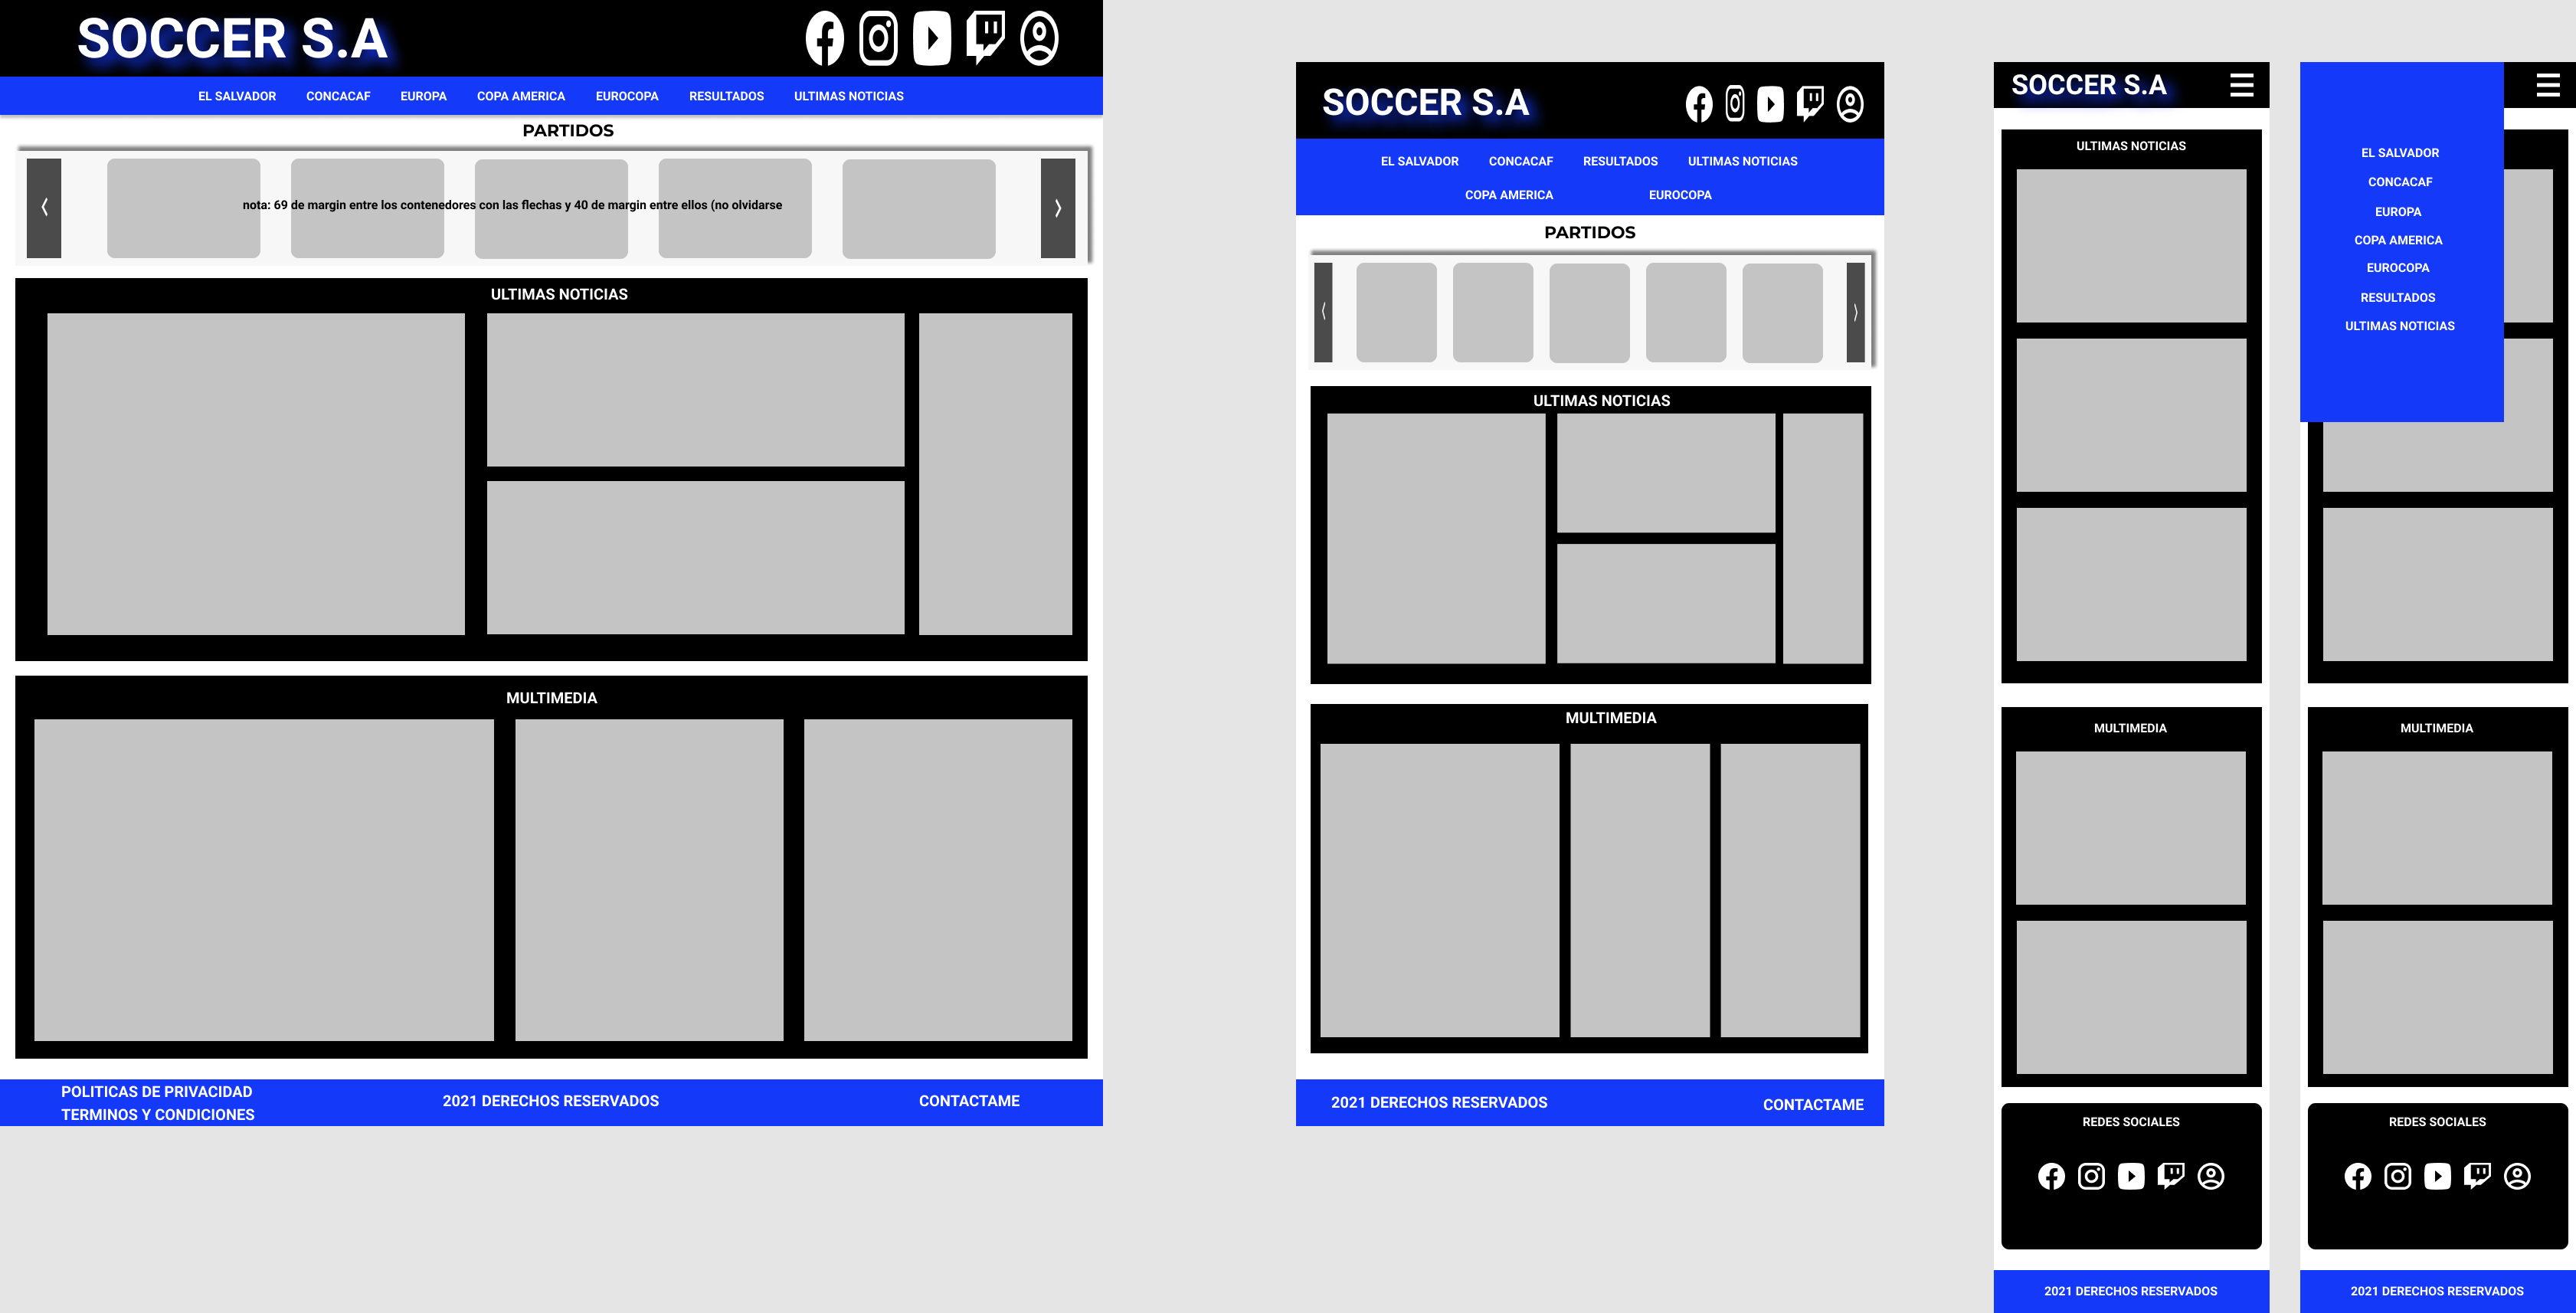 SOCCER S.A
EL SALVADOR CONCACAF EUROPA COPA AMERICA EUROCOPA RESULTADOS ULTIMAS NOTICIAS
PARTIDOS
nota: 69 de margin entre los contenedores con las flechas y 40 de margin entre ellos (no olvidarse
ULTIMAS NOTICIAS
MULTIMEDIA
POLITICAS DE PRIVACIDAD
TERMINOS Y CONDICIONES
2021 DERECHOS RESERVADOS
CONTACTAME
SOCCER S.A
EL SALVADOR CONCACAF RESULTADOS ULTIMAS NOTICIAS
COPA AMERICA EUROCOPA
PARTIDOS
ULTIMAS NOTICIAS
MULTIMEDIA
2021 DERECHOS RESERVADOS
CONTACTAME
SOCCER S.A
ULTIMAS NOTICIAS
MULTIMEDIA
REDES SOCIALES
2021 DERECHOS RESERVADOS
EL SALVADOR
CONCACAF
EUROPA
COPA AMERICA
EUROCOPA
RESULTADOS
ULTIMAS NOTICIAS
MULTIMEDIA
REDES SOCIALES
2021 DERECHOS RESERVADOS